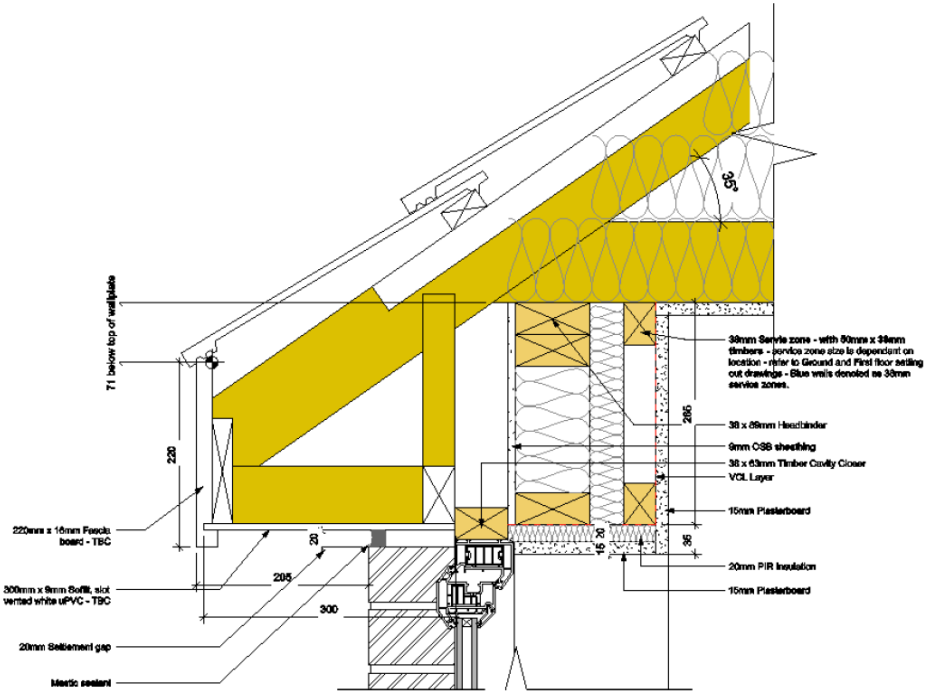 35°
71 below top of wallplate
38mm Servie zone - with 50mm x 38mm
timbers - service zone size is dependant on
location - refer to Ground and First floor setting
out drawings - Blue walls denoted as 38mm
service zones.
265
38 x 89mm Headbinder
9mm OSB sheathing
38 x 63mm Timber Cavity Closer
VCL Layer
15mm Plasterboard
220
220mm x 16mm Fascia
board - TBC
20
15 20
35
20mm PIR Insulation
205
300mm x 9mm Soffit, slot
vented white uPVC - TBC
15mm Plasterboard
300
20mm Settlement gap
Mastic sealant